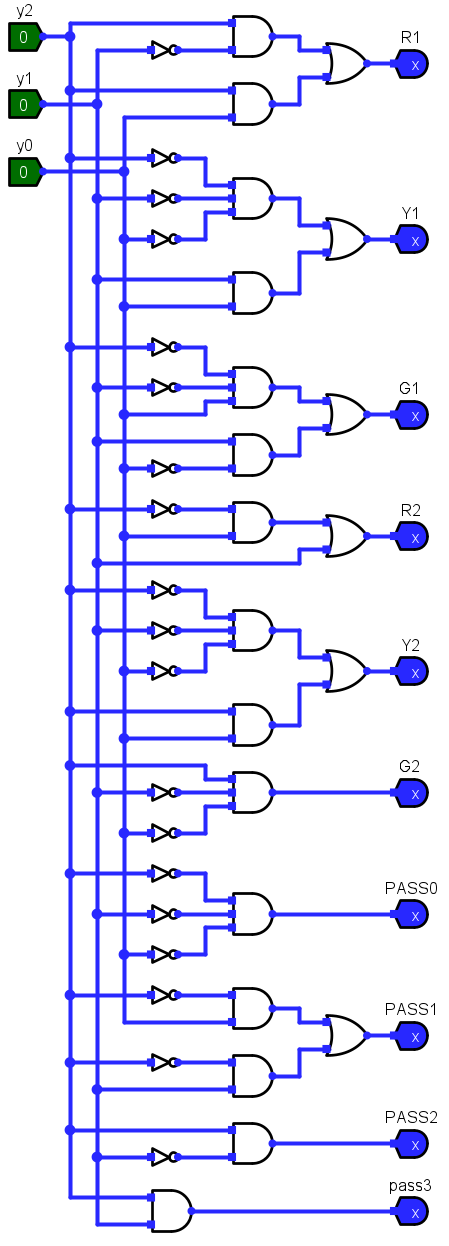 y2
0
R1
x
y1
0
y0
0
Y1
x
G1
x
R2
x
Y2
x
G2
x
PASS0
x
PASS1
x
PASS2
x
pass3
x